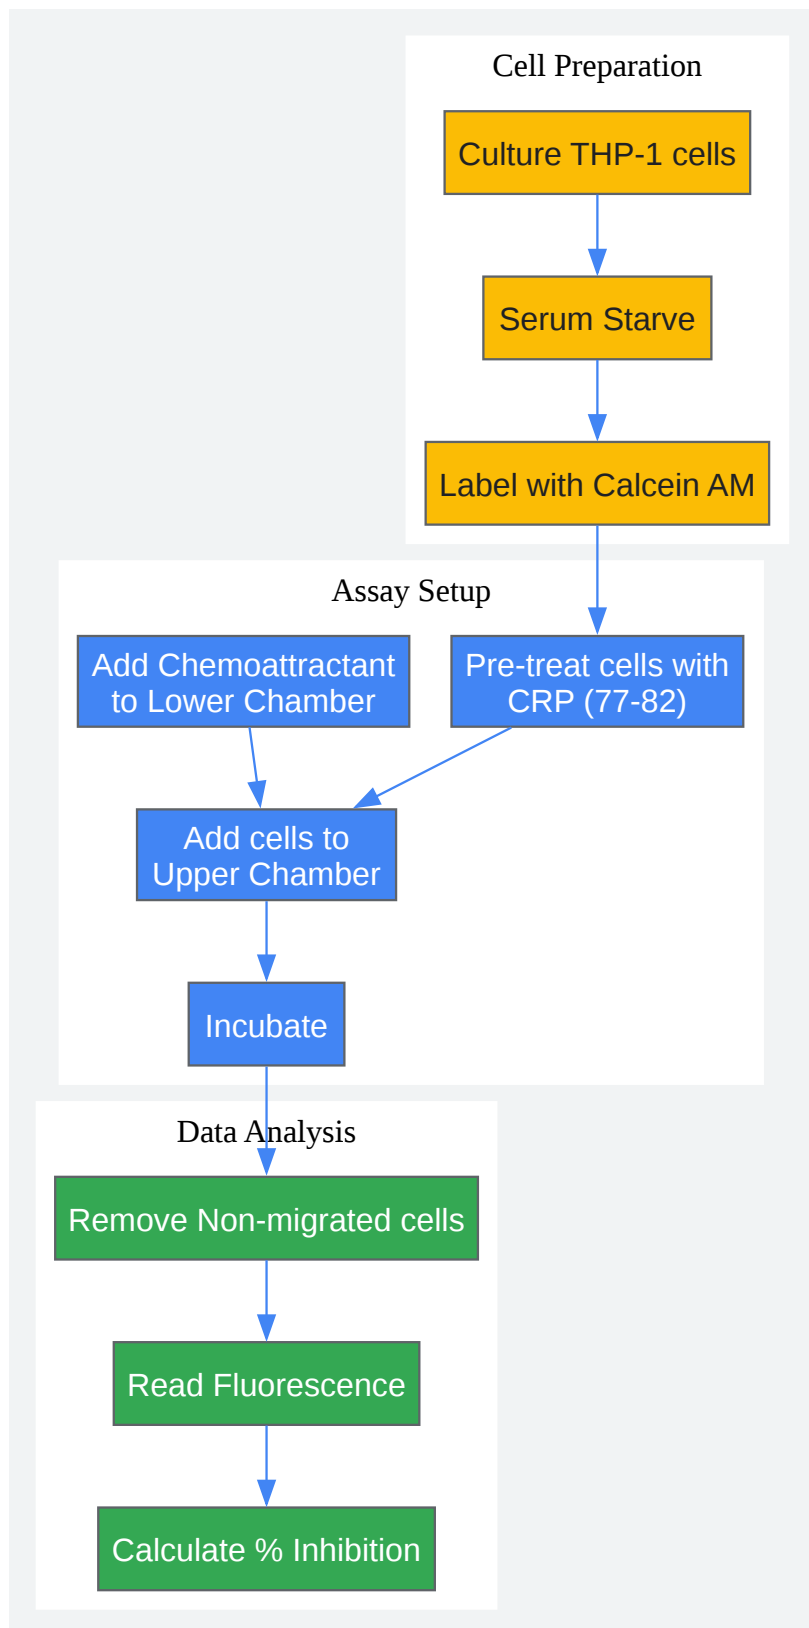 Cell Preparation
Culture THP-1 cells
Serum Starve
Label with Calcein AM
Assay Setup
Add Chemoattractant
to Lower Chamber
Pre-treat cells with
CRP (77-82)
Add cells to
Upper Chamber
Incubate
Data Analysis
Remove Non-migrated cells
Read Fluorescence
Calculate % Inhibition